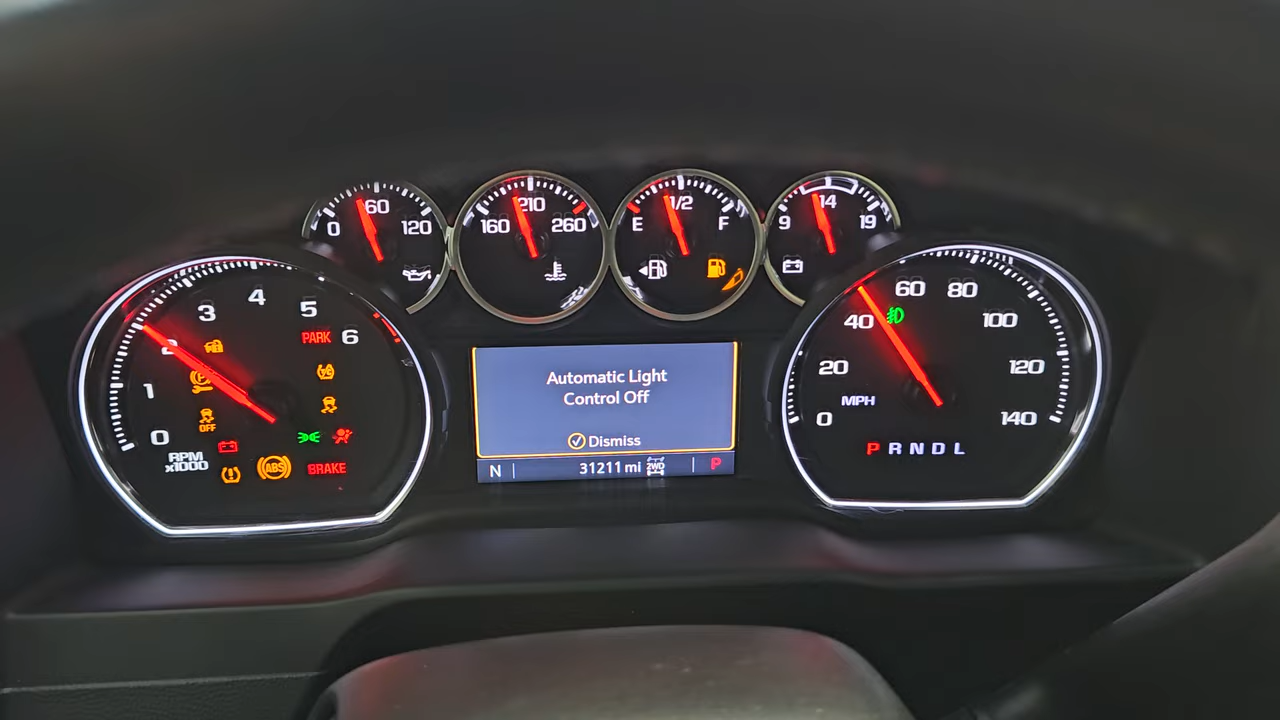 0 60 120
160 210 260
E 1/2 F
9 14 19
0 1 2 3 4 5 6
PARK
OFF
RPM
x1000
ABS
BRAKE
Automatic Light
Control Off
Dismiss
N 31211 mi 2WD P
0 20 40 60 80 100 120 140
MPH
P R N D L